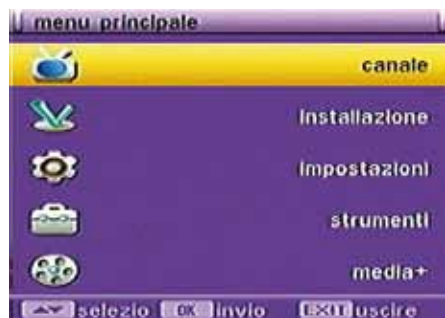 menu principale
canale
installazione
impostazioni
strumenti
media+
selezio OK invio EXIT uscire